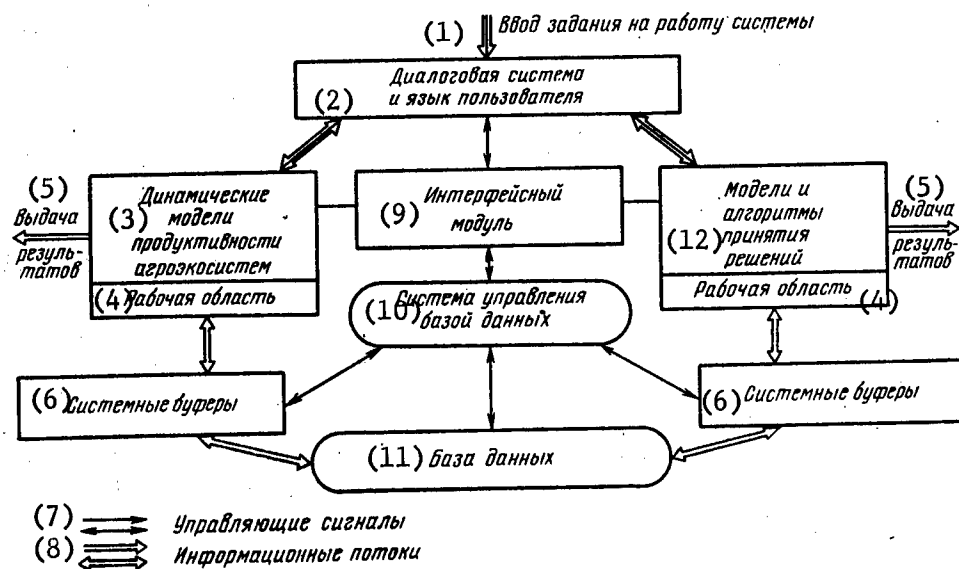 (1) Ввод задания на работу системы
Диалоговая система
(2) и язык пользователя
(5)
Выдача
резуль-
татов
Динамические
(3) модели
продуктивности
агроэкосистем
(4) Рабочая область
(9) Интерфейсный
модуль
Модели и
алгоритмы
(12) принятия
решений
Рабочая область (4)
(5)
Выдача
резуль-
татов
Система управления
(10) базой данных
(6) Системные буферы
(6) Системные буферы
(11) База данных
(7) Управляющие сигналы
(8) Информационные потоки